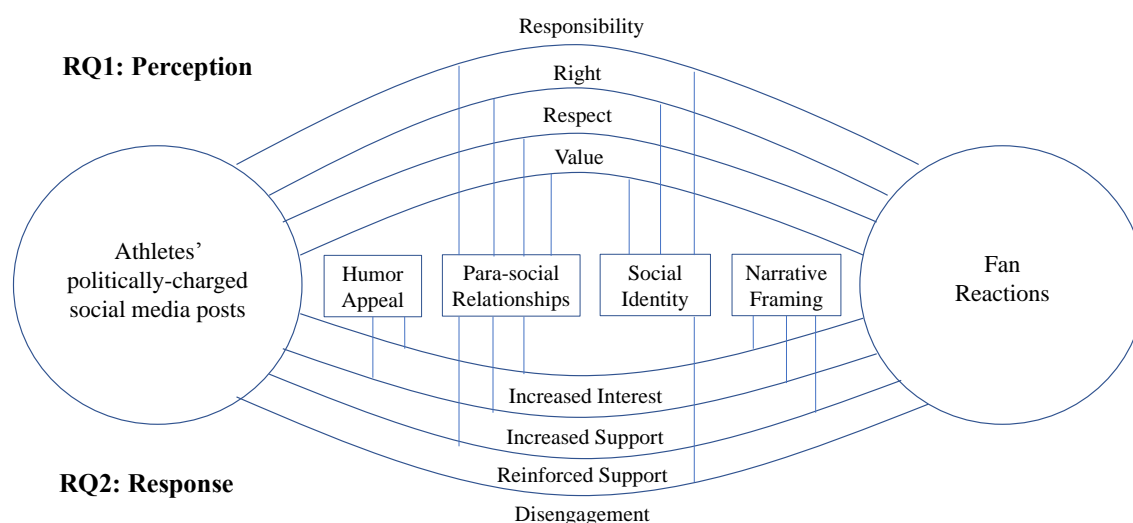 Responsibility
RQ1: Perception
Right
Respect
Value
Athletes’
politically-charged
social media posts
Humor
Appeal
Para-social
Relationships
Social
Identity
Narrative
Framing
Fan
Reactions
Increased Interest
Increased Support
Reinforced Support
RQ2: Response
Disengagement